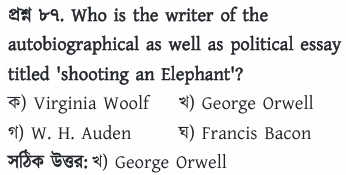 প্রশ্ন ৮৭. Who is the writer of the
autobiographical as well as political essay
titled 'shooting an Elephant'?
ক) Virginia Woolf খ) George Orwell
গ) W. H. Auden ঘ) Francis Bacon
সঠিক উত্তর: খ) George Orwell